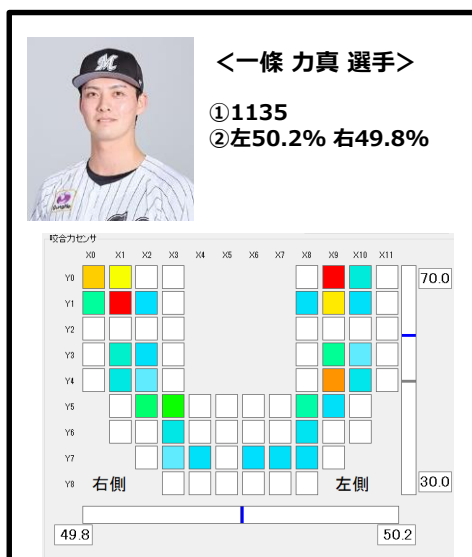 <一條 力真 選手>
①1135
②左50.2% 右49.8%
咬合力センサ
X0 X1 X2 X3 X4 X5 X6 X7 X8 X9 X10 X11
Y0
70.0
Y1
Y2
Y3
Y4
Y5
Y6
Y7
Y8
右側 左側
30.0
49.8 50.2